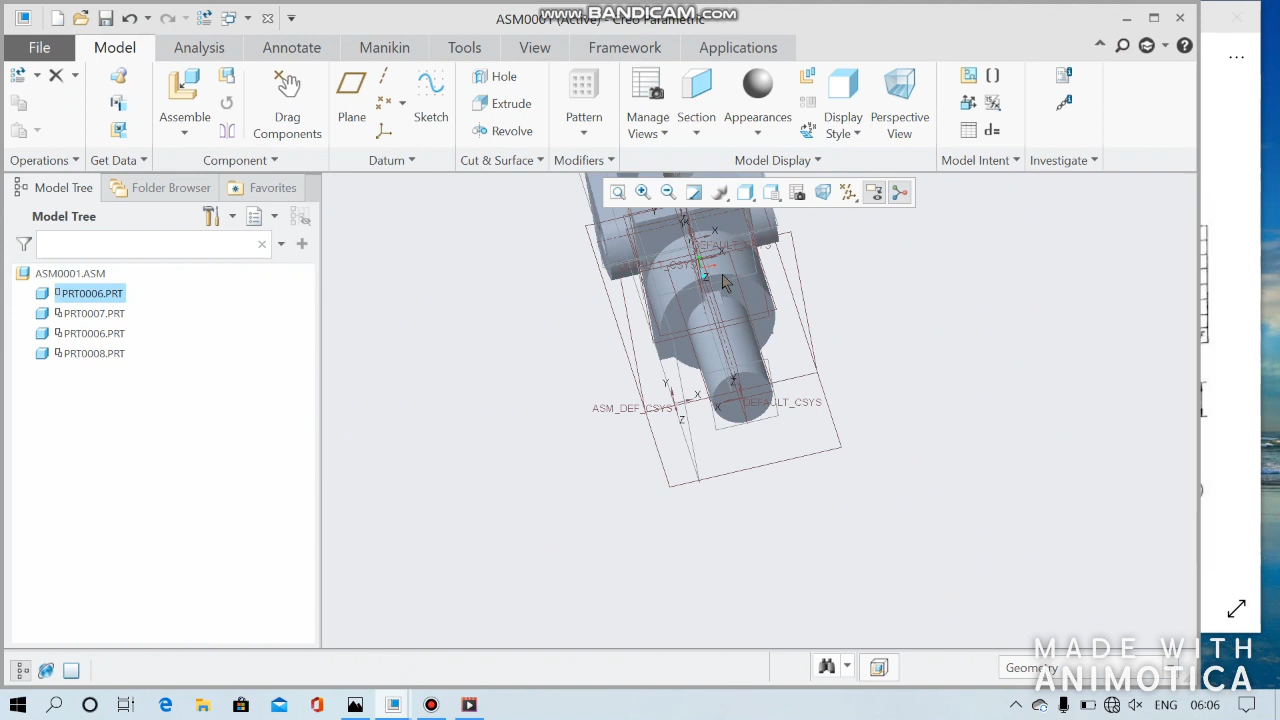 www.BANDICAM.com
ASM0001 (Active) - Creo Parametric
File Model Analysis Annotate Manikin Tools View Framework Applications
Assemble
Drag Components
Plane
Sketch
Hole
Extrude
Revolve
Pattern
Manage Views
Section
Appearances
Display Style
Perspective View
Operations Get Data Component Datum Cut & Surface Modifiers Model Display Model Intent Investigate
Model Tree Folder Browser Favorites
Model Tree
ASM0001.ASM
PRT0006.PRT
PRT0007.PRT
PRT0006.PRT
PRT0008.PRT
Y
X
X
DEFAULT_CSYS
_CSYS
Z
Y
X
Z
X
ASM_DEF_CSYS
DEFAULT_CSYS
Z
Geometry
MADE WITH
ANIMOTICA
ENG 06:06